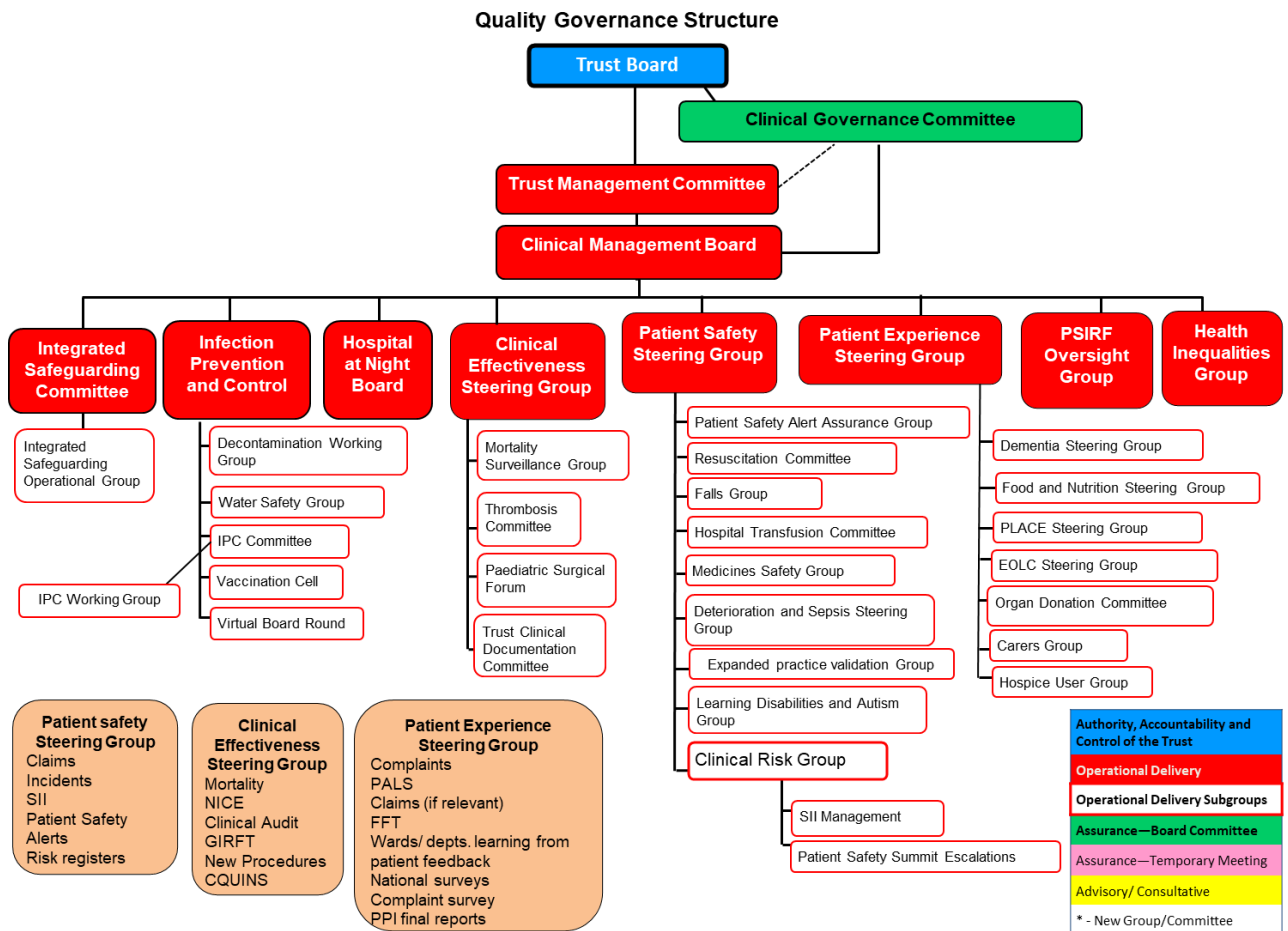 Quality Governance Structure
Trust Board
Clinical Governance Committee
Trust Management Committee
Clinical Management Board
Integrated
Safeguarding
Committee
Infection
Prevention
and Control
Hospital
at Night
Board
Clinical
Effectiveness
Steering Group
Patient Safety
Steering Group
Patient Experience
Steering Group
PSIRF
Oversight
Group
Health
Inequalities
Group
Integrated
Safeguarding
Operational Group
Decontamination Working
Group
Water Safety Group
IPC Committee
IPC Working Group
Vaccination Cell
Virtual Board Round
Mortality
Surveillance Group
Thrombosis
Committee
Paediatric Surgical
Forum
Trust Clinical
Documentation
Committee
Patient Safety Alert Assurance Group
Resuscitation Committee
Falls Group
Hospital Transfusion Committee
Medicines Safety Group
Deterioration and Sepsis Steering
Group
Expanded practice validation Group
Learning Disabilities and Autism
Group
Clinical Risk Group
SII Management
Patient Safety Summit Escalations
Dementia Steering Group
Food and Nutrition Steering Group
PLACE Steering Group
EOLC Steering Group
Organ Donation Committee
Carers Group
Hospice User Group
Patient safety
Steering Group
Claims
Incidents
SII
Patient Safety
Alerts
Risk registers
Clinical
Effectiveness
Steering Group
Mortality
NICE
Clinical Audit
GIRFT
New Procedures
CQUINS
Patient Experience
Steering Group
Complaints
PALS
Claims (if relevant)
FFT
Wards/ depts. learning from
patient feedback
National surveys
Complaint survey
PPI final reports
Authority, Accountability and
Control of the Trust
Operational Delivery
Operational Delivery Subgroups
Assurance—Board Committee
Assurance—Temporary Meeting
Advisory/ Consultative
* - New Group/Committee